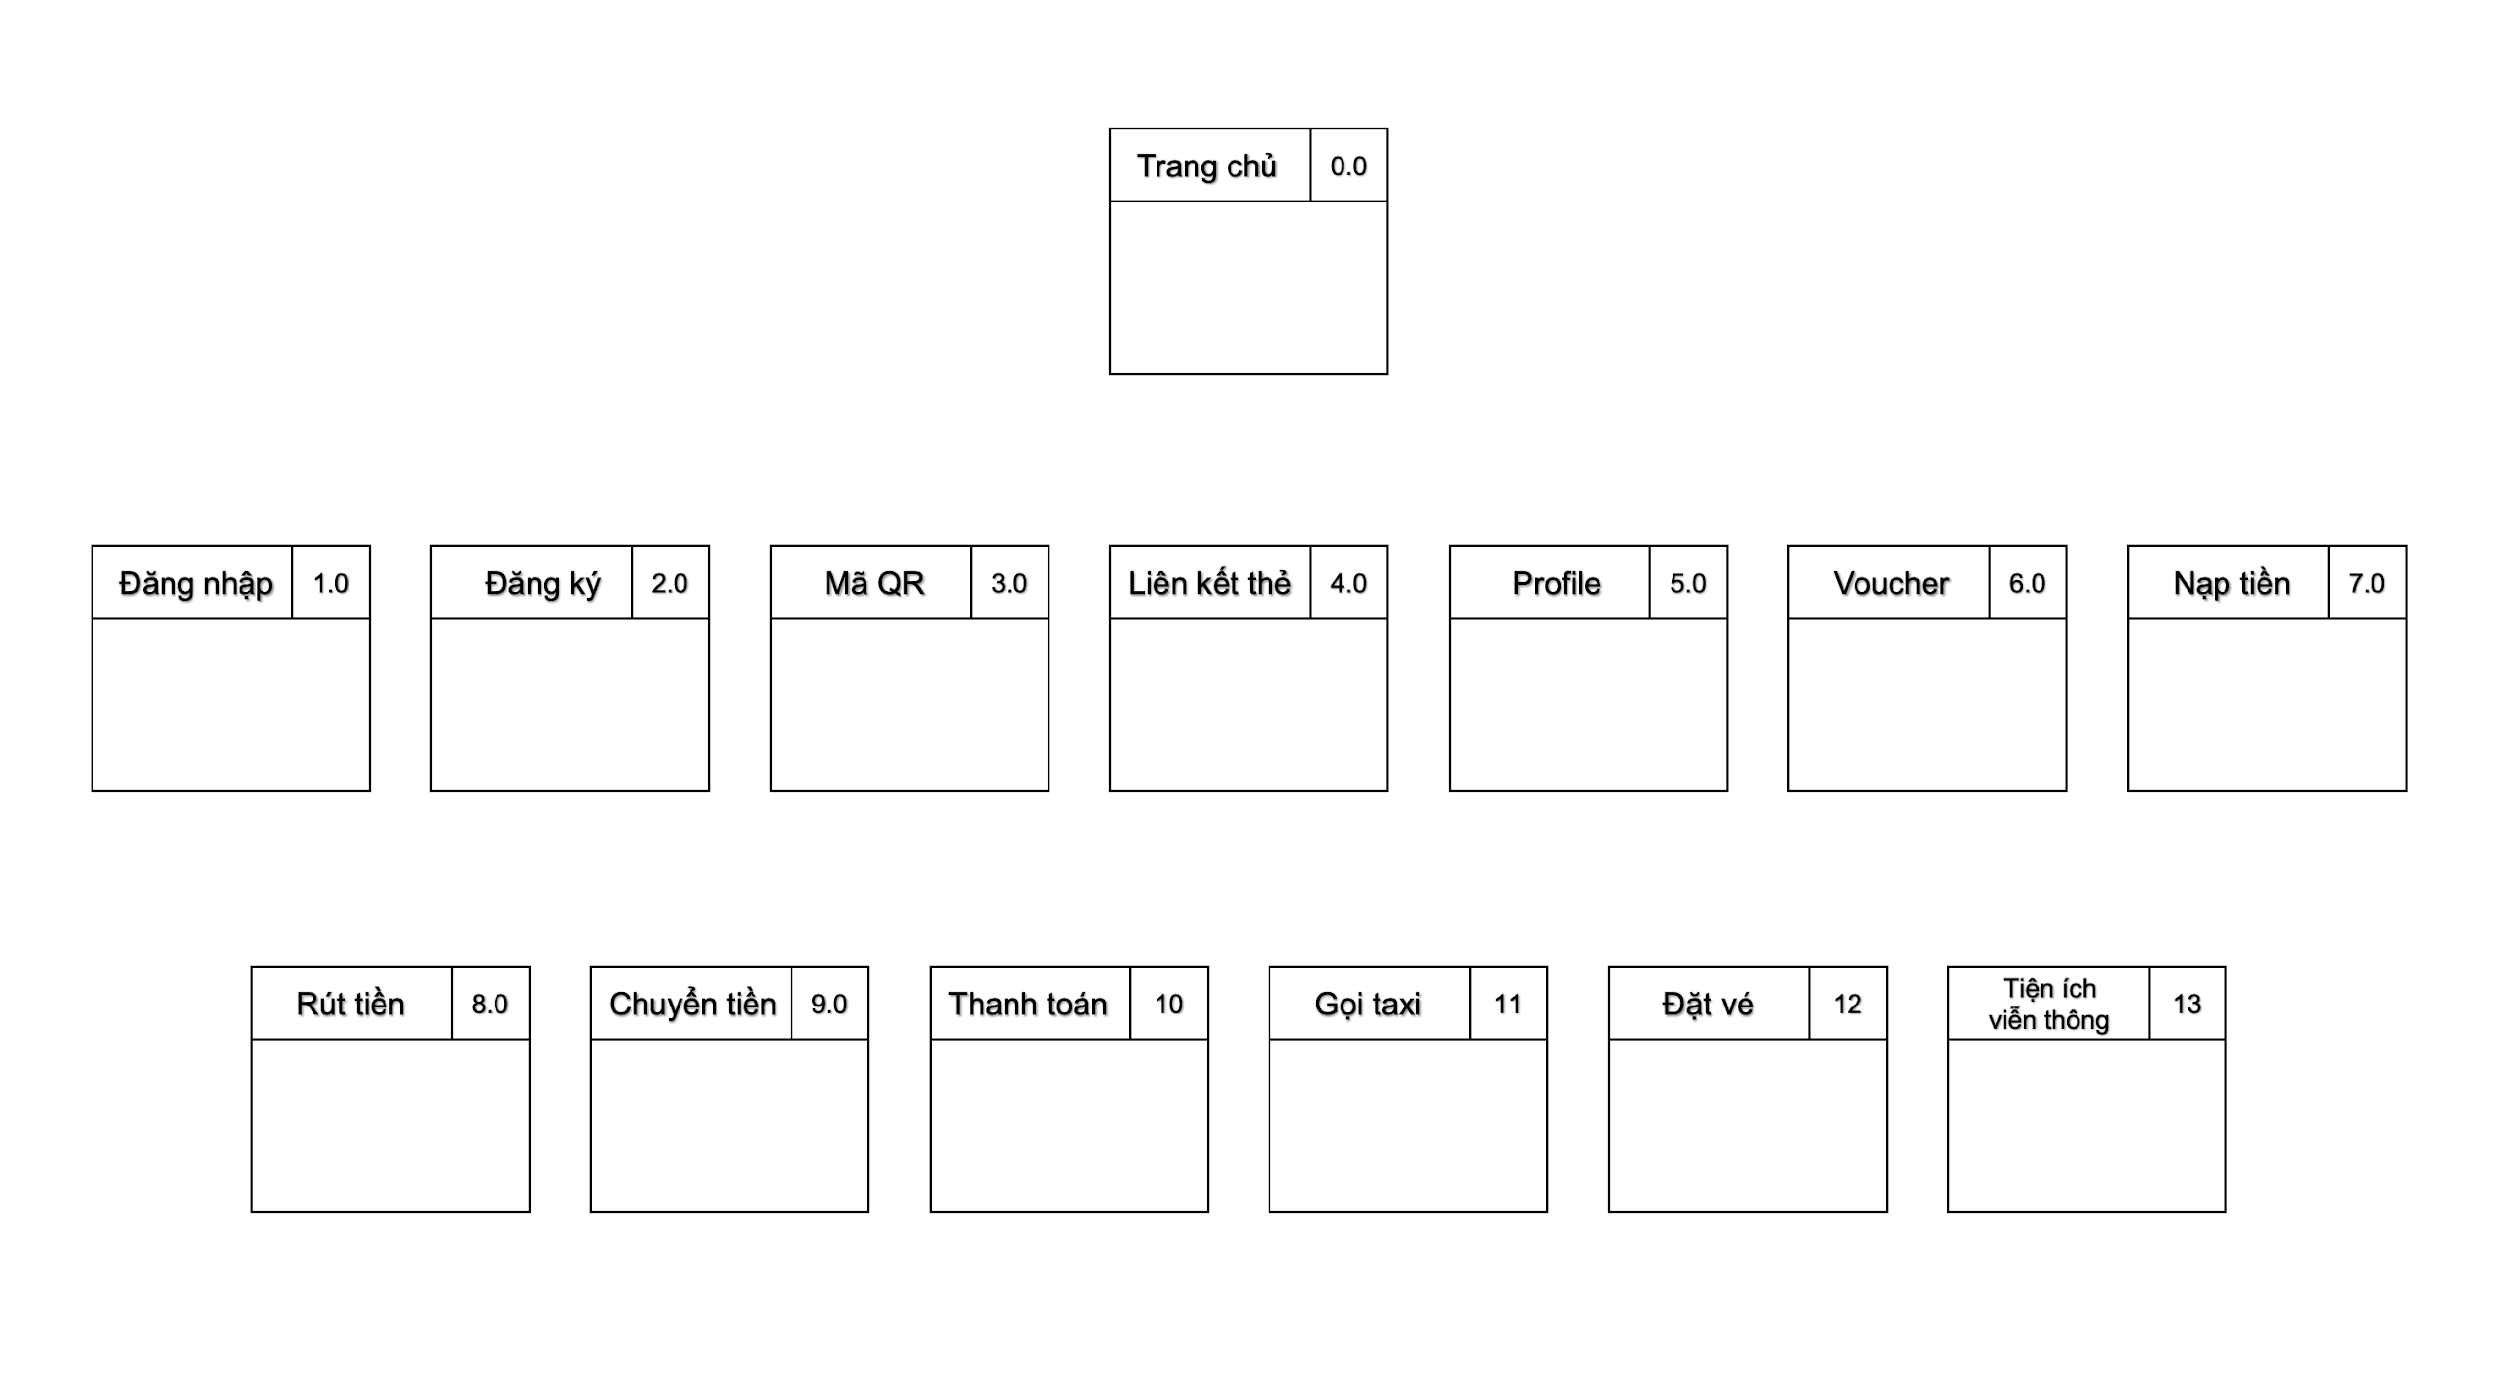 Trang chủ 0.0
Đăng nhập 1.0
Đăng ký 2.0
Mã QR 3.0
Liên kết thẻ 4.0
Profile 5.0
Voucher 6.0
Nạp tiền 7.0
Rút tiền 8.0
Chuyển tiền 9.0
Thanh toán 10
Gọi taxi 11
Đặt vé 12
Tiện ích
viễn thông 13